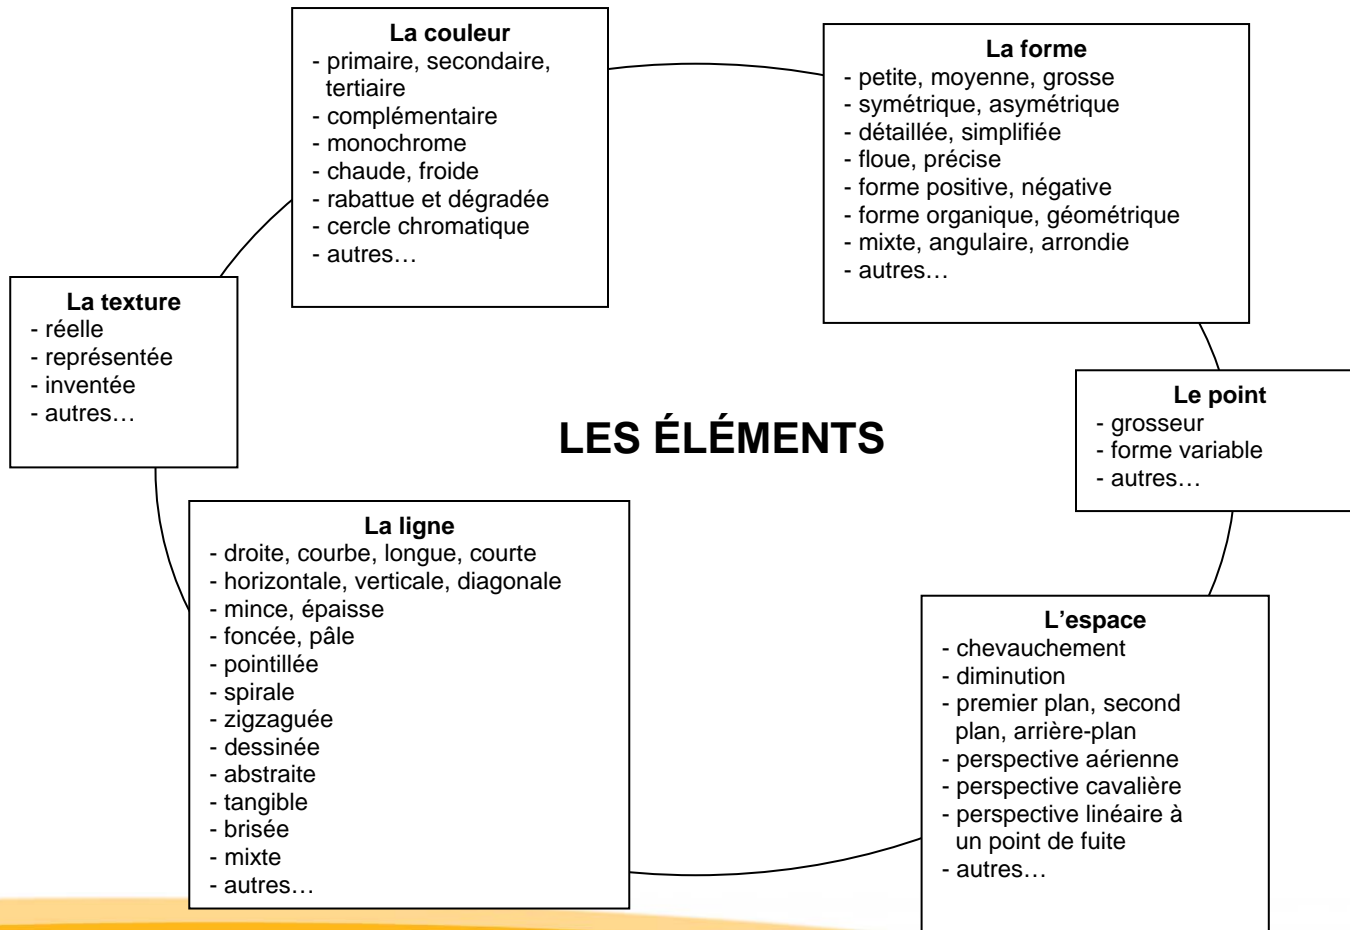 La couleur
- primaire, secondaire,
tertiaire
- complémentaire
- monochrome
- chaude, froide
- rabattue et dégradée
- cercle chromatique
- autres…
La forme
- petite, moyenne, grosse
- symétrique, asymétrique
- détaillée, simplifiée
- floue, précise
- forme positive, négative
- forme organique, géométrique
- mixte, angulaire, arrondie
- autres…
La texture
- réelle
- représentée
- inventée
- autres…
LES ÉLÉMENTS
Le point
- grosseur
- forme variable
- autres…
La ligne
- droite, courbe, longue, courte
- horizontale, verticale, diagonale
- mince, épaisse
- foncée, pâle
- pointillée
- spirale
- zigzaguée
- dessinée
- abstraite
- tangible
- brisée
- mixte
- autres…
L’espace
- chevauchement
- diminution
- premier plan, second
plan, arrière-plan
- perspective aérienne
- perspective cavalière
- perspective linéaire à
un point de fuite
- autres…